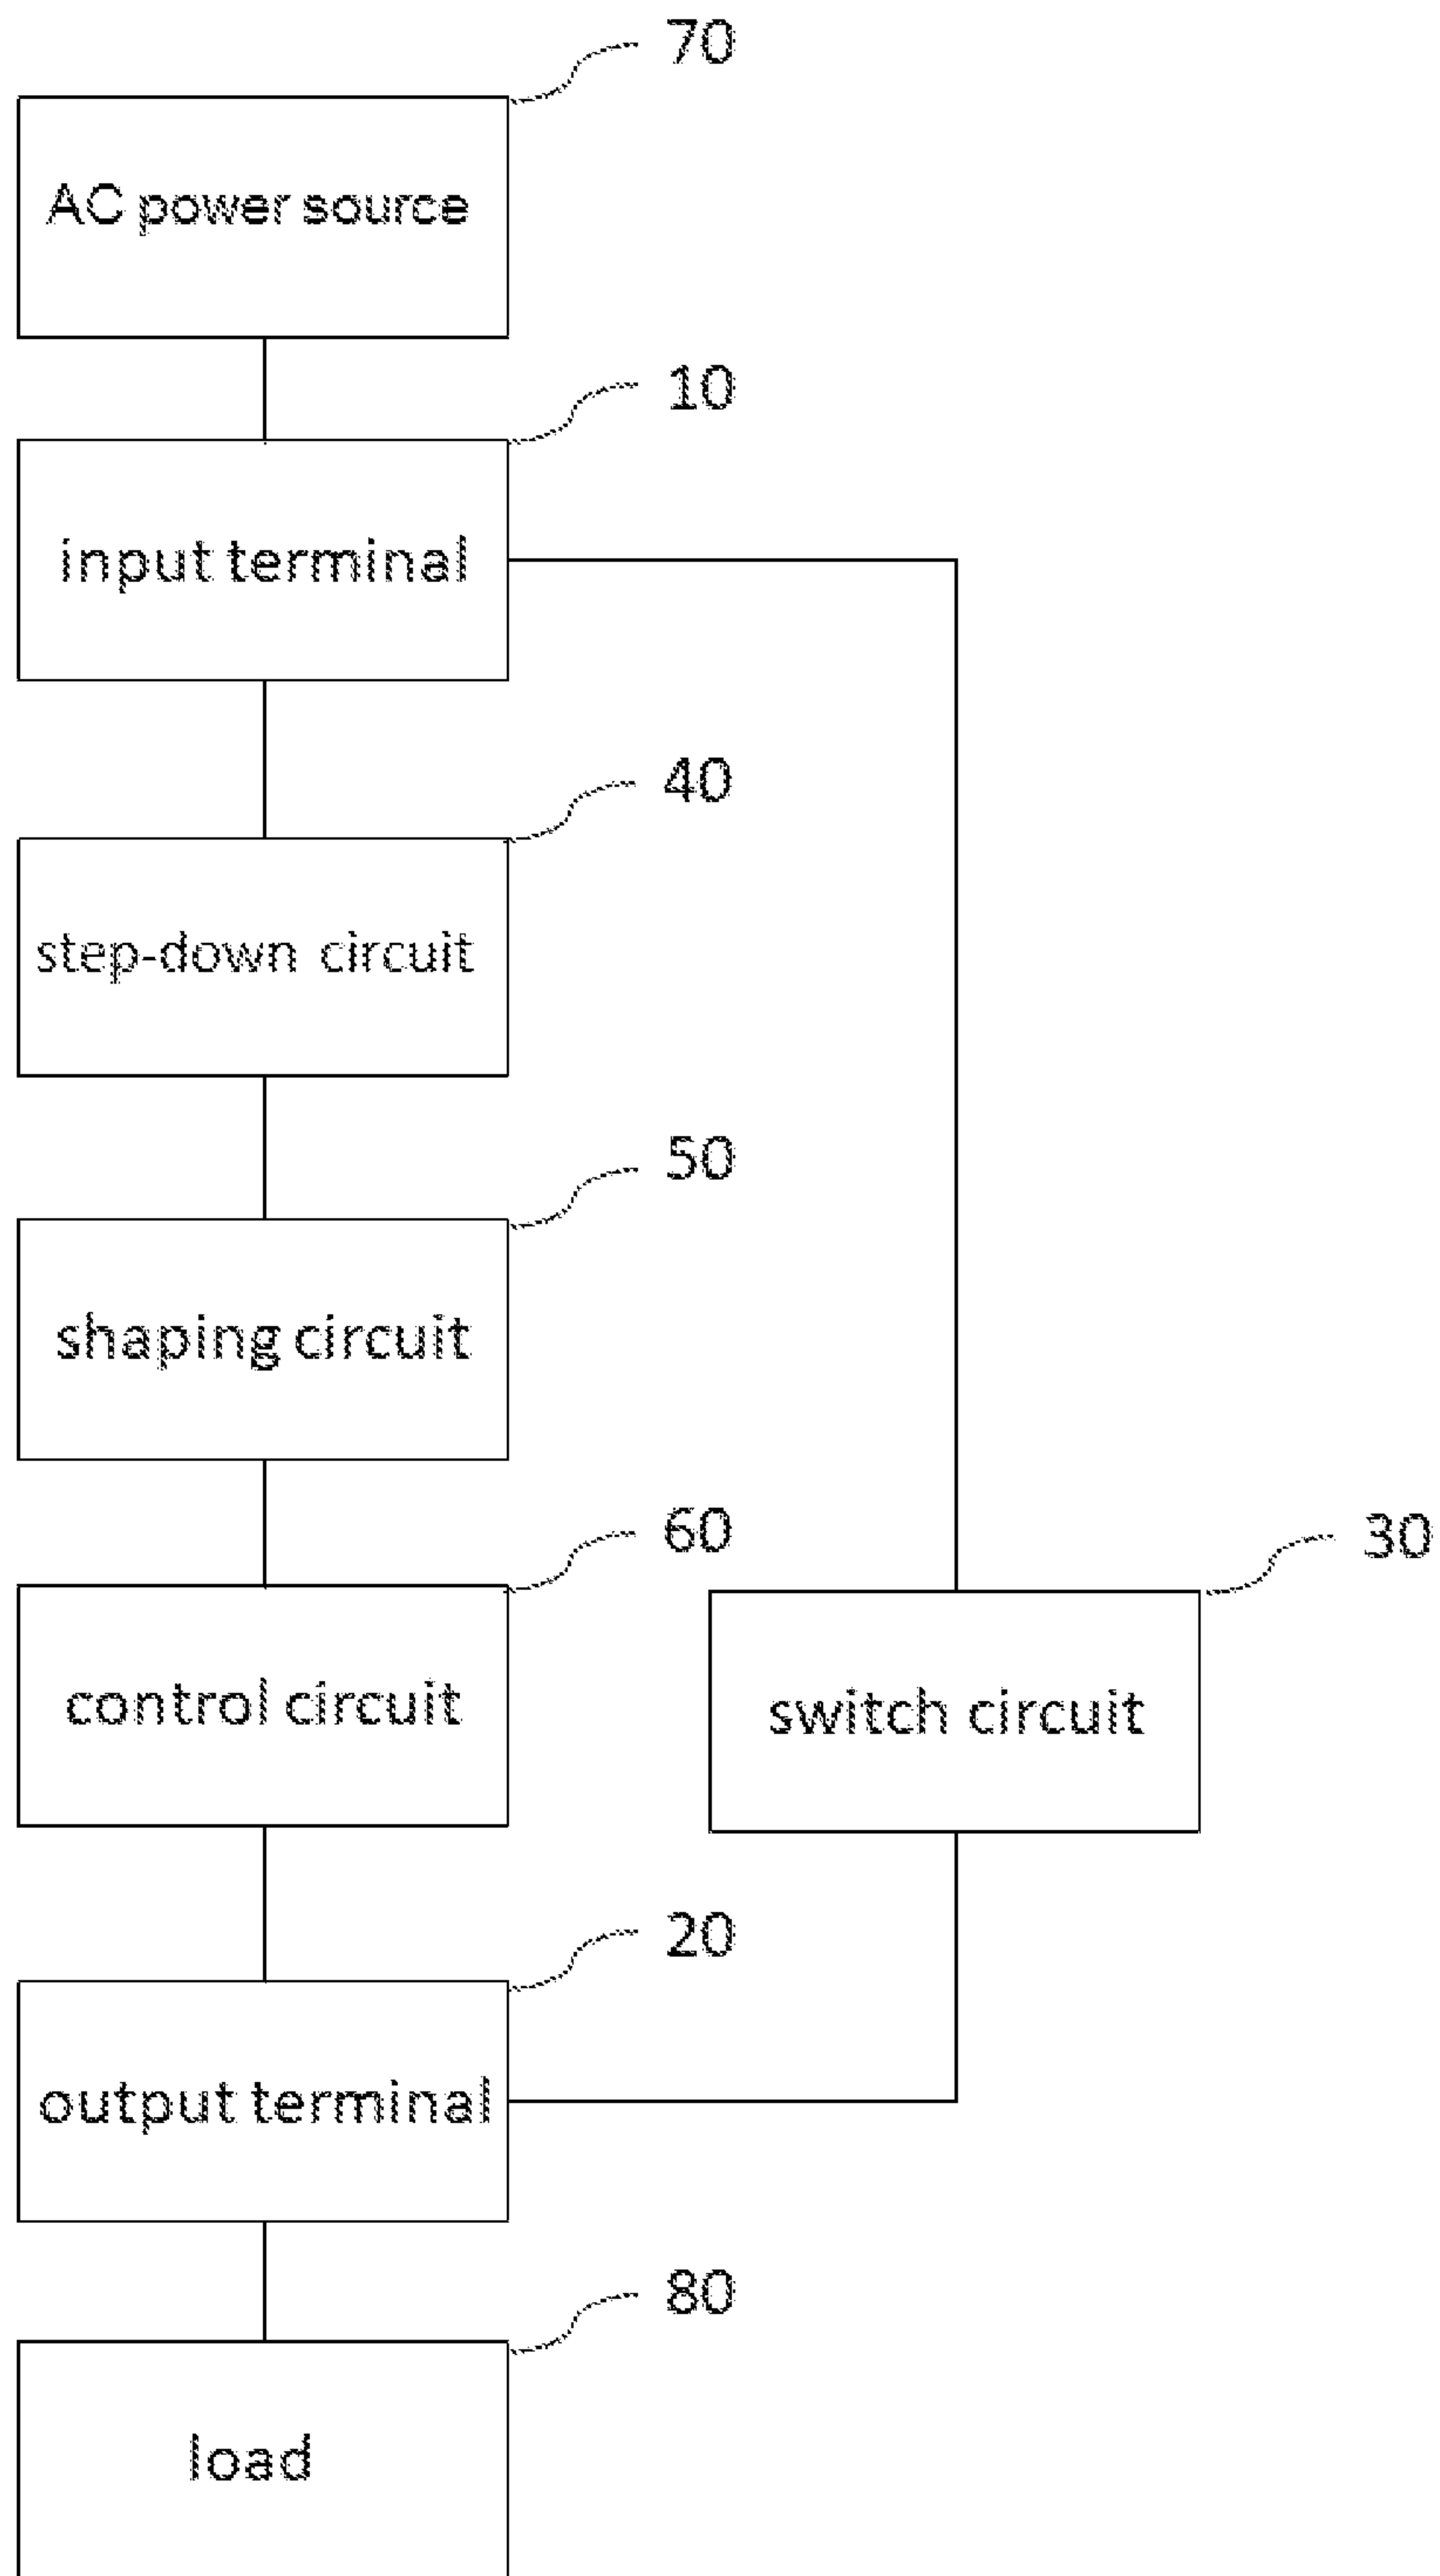 70
AC power source
10
input terminal
40
step-down circuit
50
shaping circuit
60
30
control circuit
switch circuit
20
output terminal
80
load